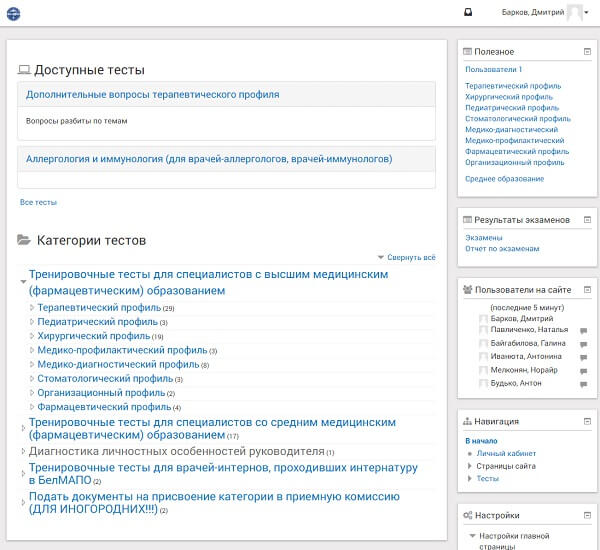 Барков, Дмитрий
Доступные тесты
Дополнительные вопросы терапевтического профиля
Вопросы разбиты по темам
Аллергология и иммунология (для врачей-аллергологов, врачей-иммунологов)
Все тесты
Категории тестов
Свернуть всё
Тренировочные тесты для специалистов с высшим медицинским
(фармацевтическим) образованием
Терапевтический профиль (29)
Педиатрический профиль (3)
Хирургический профиль (19)
Медико-профилактический профиль (3)
Медико-диагностический профиль (8)
Стоматологический профиль (3)
Организационный профиль (2)
Фармацевтический профиль (4)
Тренировочные тесты для специалистов со средним медицинским
(фармацевтическим) образованием (17)
Диагностика личностных особенностей руководителя (1)
Тренировочные тесты для врачей-интернов, проходивших интернатуру
в БелМАПО (2)
Подать документы на присвоение категории в приемную комиссию
(ДЛЯ ИНОГОРОДНИХ!!!) (2)
Полезное
Пользователи 1
Терапевтический профиль
Хирургический профиль
Педиатрический профиль
Стоматологический профиль
Медико-диагностический
Медико-профилактический
Фармацевтический профиль
Организационный профиль
Среднее образование
Результаты экзаменов
Экзамены
Отчет по экзаменам
Пользователи на сайте
(последние 5 минут)
Барков, Дмитрий
Павличенко, Наталья
Байгабилова, Галина
Иванюта, Антонина
Мелконян, Норайр
Будько, Антон
Навигация
В начало
Личный кабинет
Страницы сайта
Тесты
Настройки
Настройки главной
страницы